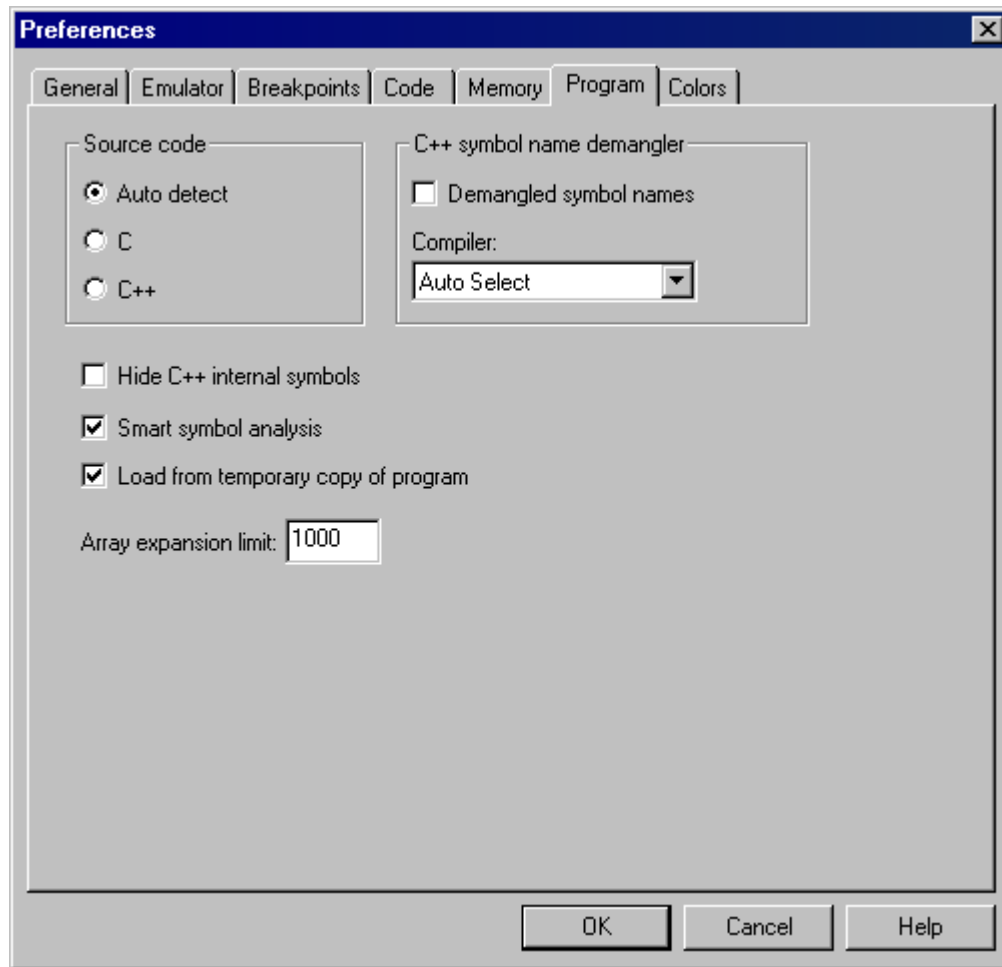 Preferences
General Emulator Breakpoints Code Memory Program Colors
Source code
Auto detect
C
C++
C++ symbol name demangler
Demangled symbol names
Compiler:
Auto Select
Hide C++ internal symbols
Smart symbol analysis
Load from temporary copy of program
Array expansion limit: 1000
OK Cancel Help